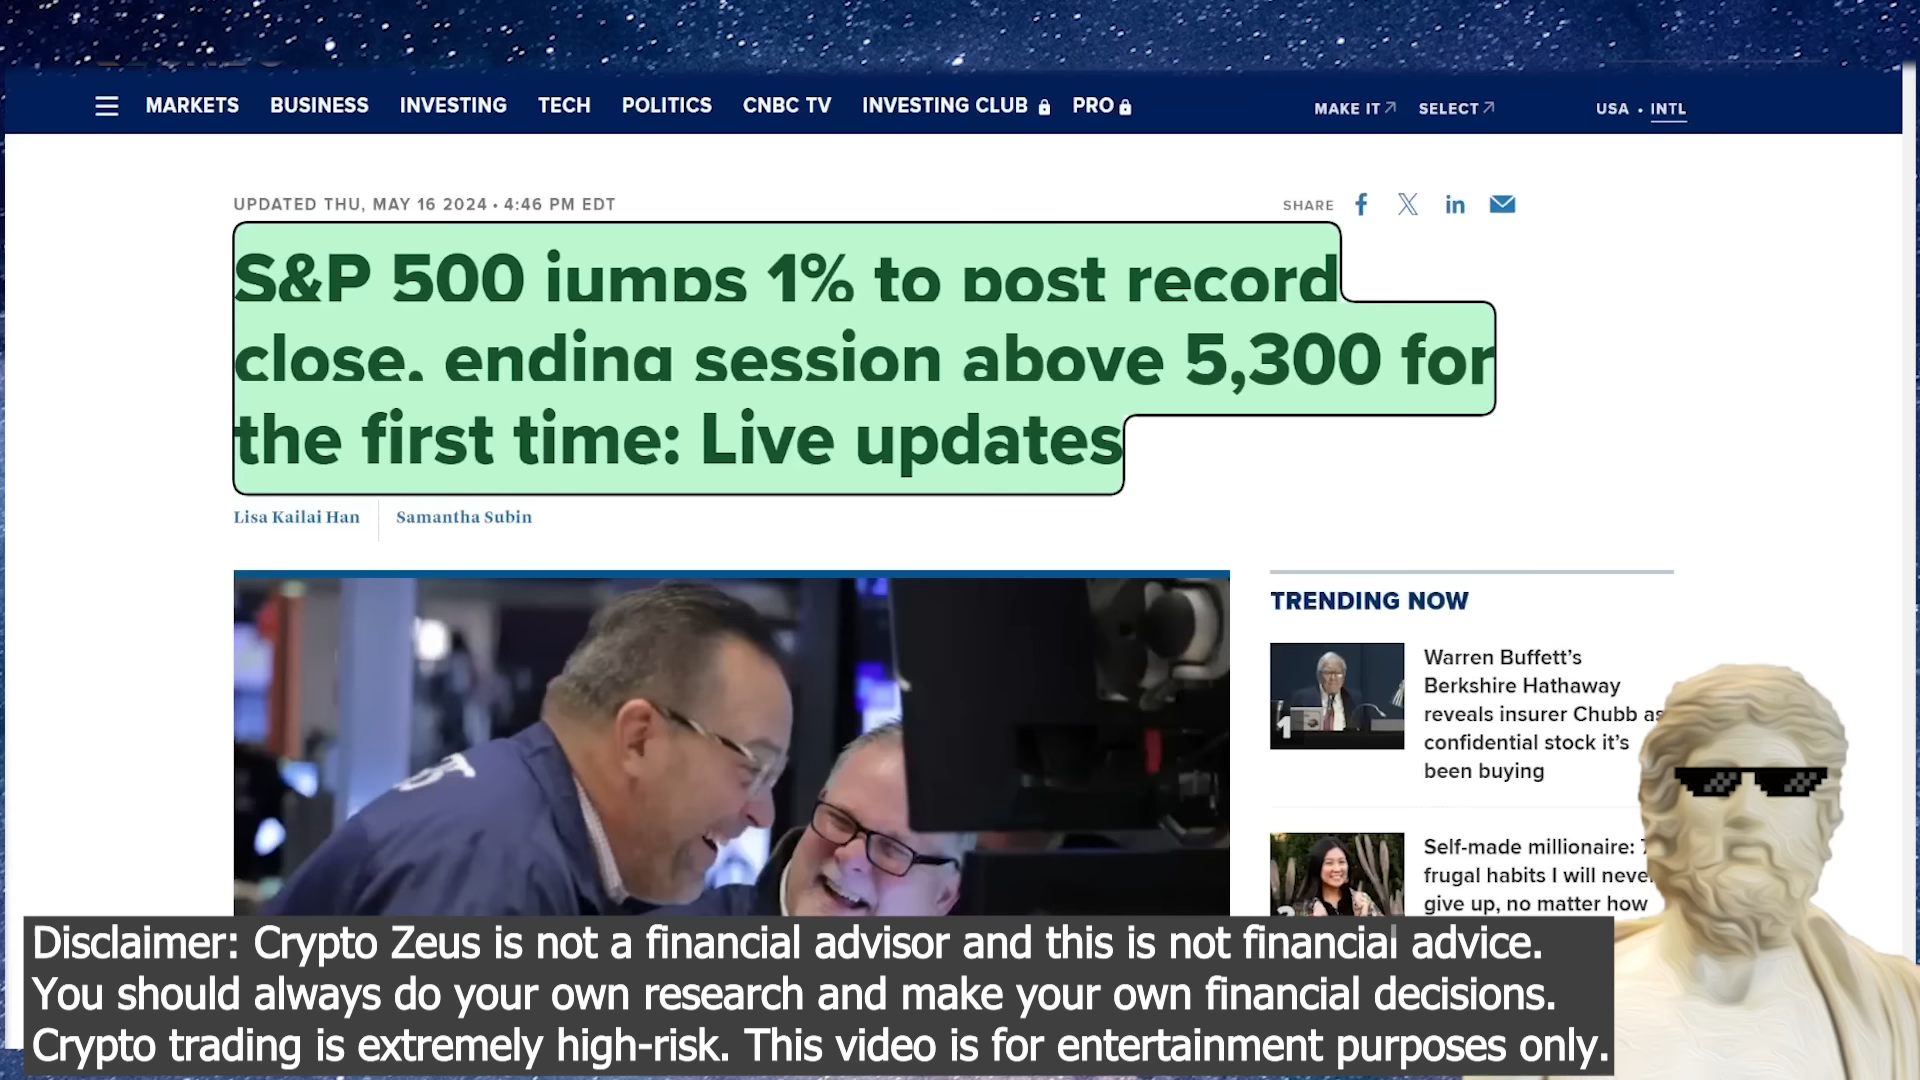 MARKETS BUSINESS INVESTING TECH POLITICS CNBC TV INVESTING CLUB PRO MAKE IT SELECT USA • INTL
UPDATED THU, MAY 16 2024 • 4:46 PM EDT
SHARE
S&P 500 jumps 1% to post record
close, ending session above 5,300 for
the first time: Live updates
Lisa Kailai Han Samantha Subin
TRENDING NOW
1
Warren Buffett’s
Berkshire Hathaway
reveals insurer Chubb as
confidential stock it’s
been buying
Self-made millionaire:
frugal habits I will never
give up, no matter how
Disclaimer: Crypto Zeus is not a financial advisor and this is not financial advice.
You should always do your own research and make your own financial decisions.
Crypto trading is extremely high-risk. This video is for entertainment purposes only.